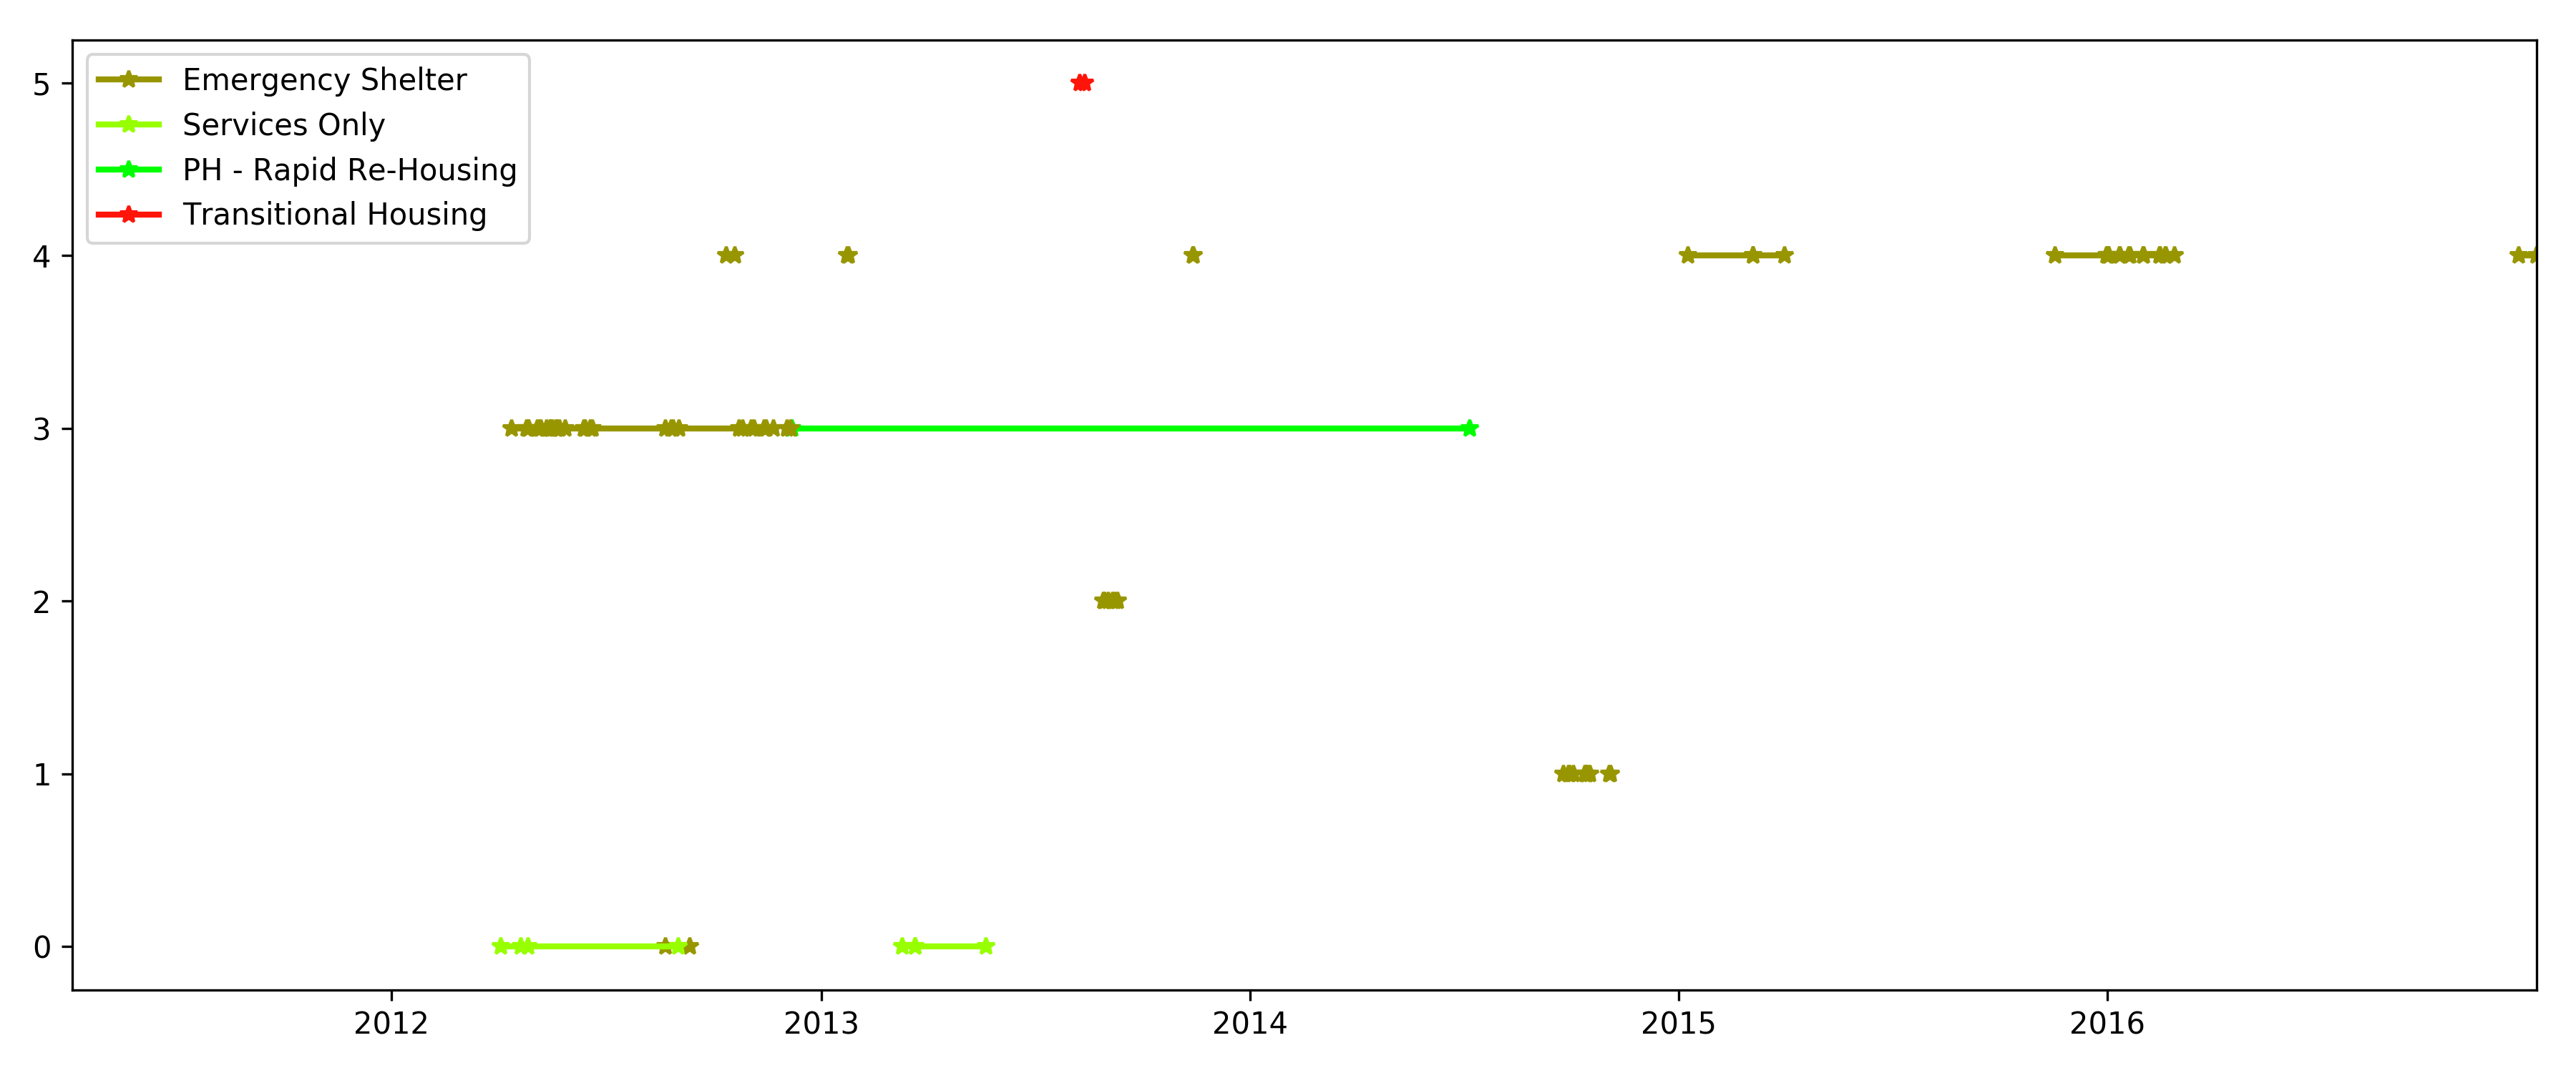 Emergency Shelter
Services Only
PH - Rapid Re-Housing
Transitional Housing
5
4
3
2
1
0
2012 2013 2014 2015 2016